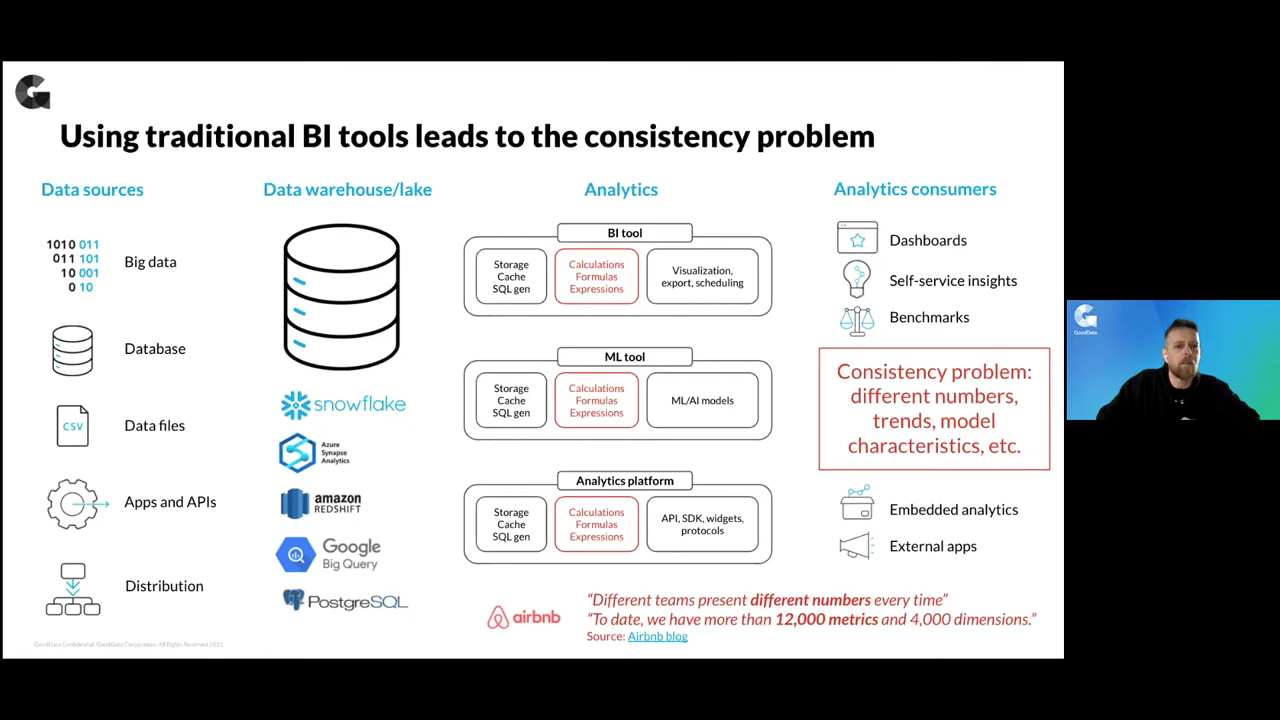 Using traditional BI tools leads to the consistency problem
Data sources
1010 011
011 101
10 001
0 10
Big data
Database
CSV
Data files
Apps and APIs
Distribution
Data warehouse/lake
snowflake
Azure
Synapse
Analytics
amazon
REDSHIFT
Google
Big Query
PostgreSQL
Analytics
BI tool
Storage
Cache
SQL gen
Calculations
Formulas
Expressions
Visualization,
export, scheduling
ML tool
Storage
Cache
SQL gen
Calculations
Formulas
Expressions
ML/AI models
Analytics platform
Storage
Cache
SQL gen
Calculations
Formulas
Expressions
API, SDK, widgets,
protocols
Analytics consumers
Dashboards
Self-service insights
Benchmarks
Consistency problem:
different numbers,
trends, model
characteristics, etc.
Embedded analytics
External apps
airbnb
“Different teams present different numbers every time”
“To date, we have more than 12,000 metrics and 4,000 dimensions.”
Source: Airbnb blog
GoodData Confidential. GoodData Corporation. All Rights Reserved 2021
GoodData